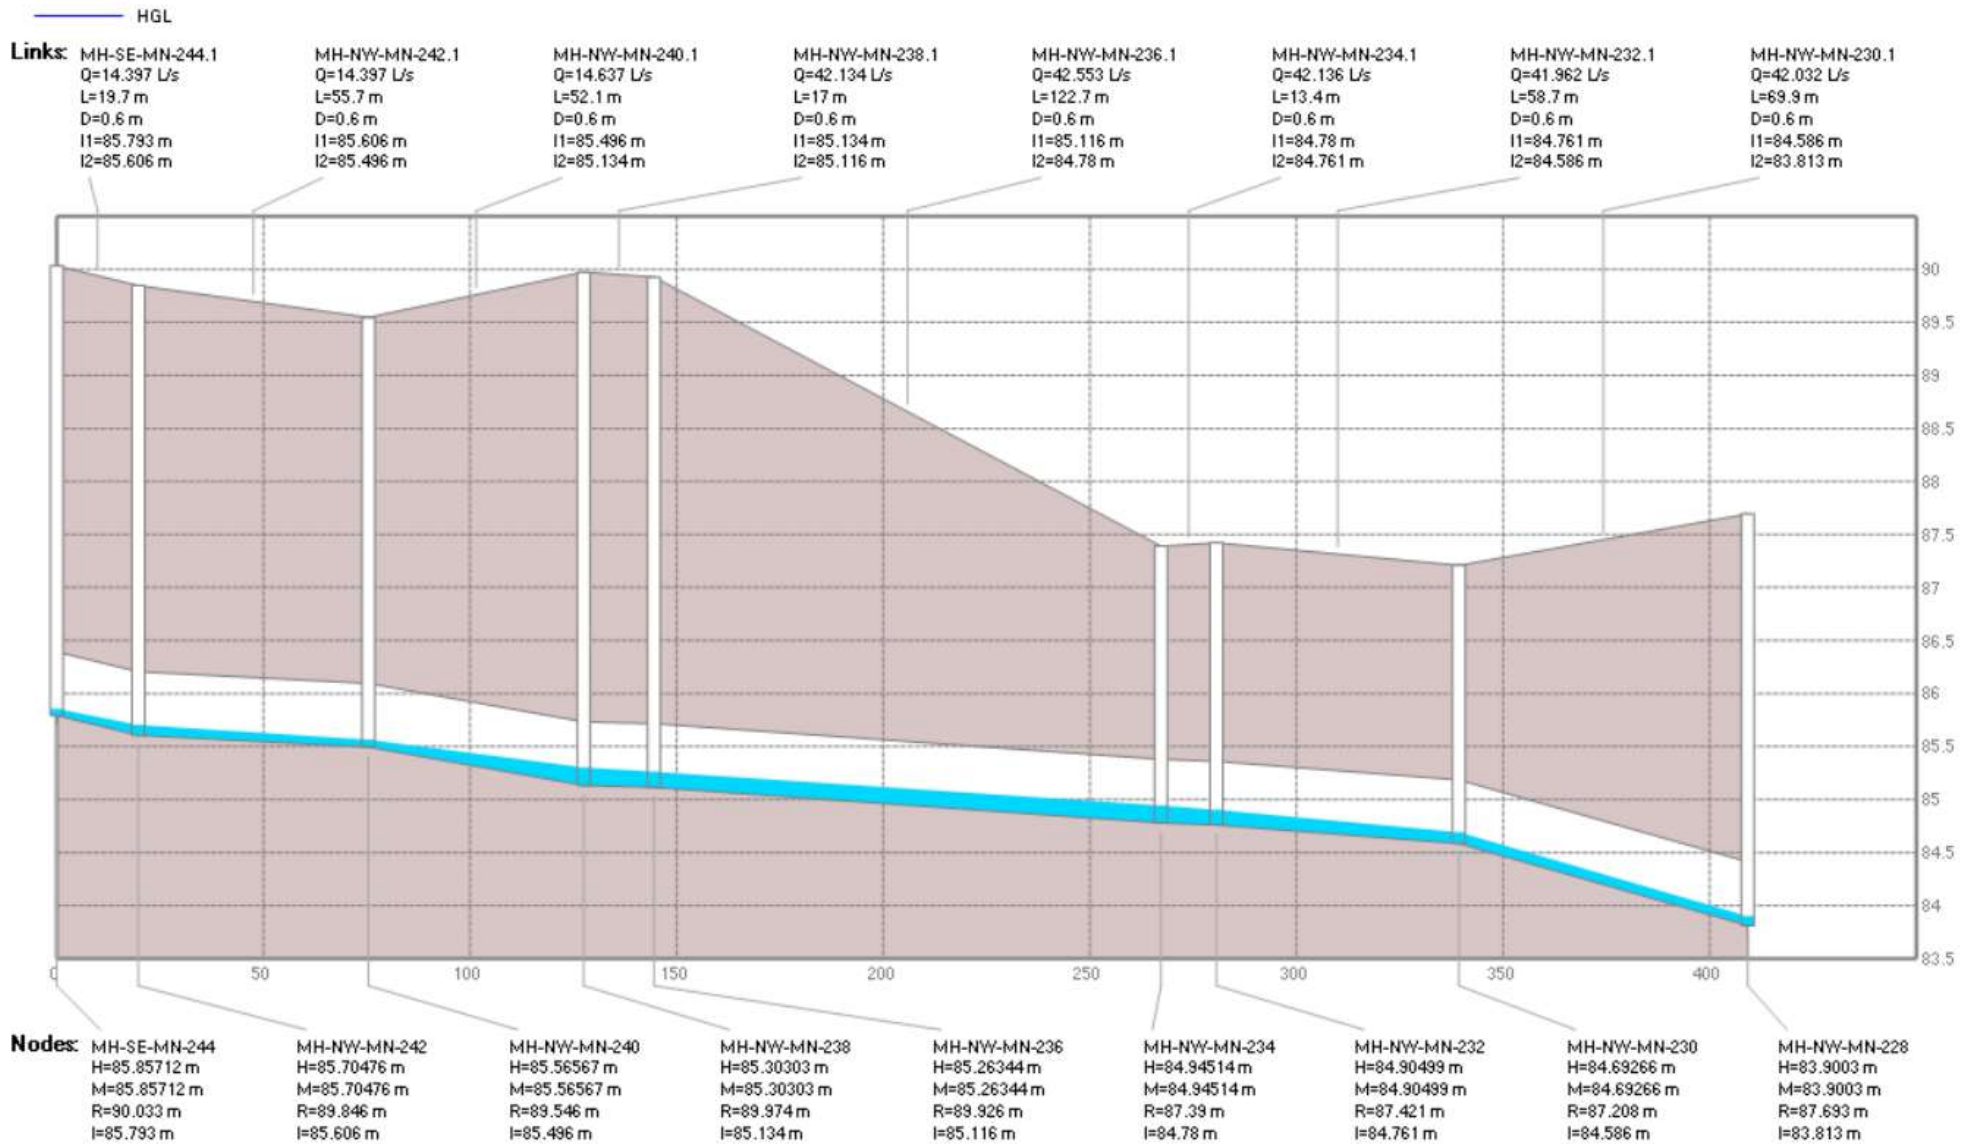 HGL
Links:
MH-SE-MN-244.1
Q=14.397 L/s
L=19.7 m
D=0.6 m
I1=85.793 m
I2=85.606 m
MH-NW-MN-242.1
Q=14.397 L/s
L=55.7 m
D=0.6 m
I1=85.606 m
I2=85.496 m
MH-NW-MN-240.1
Q=14.637 L/s
L=52.1 m
D=0.6 m
I1=85.496 m
I2=85.134 m
MH-NW-MN-238.1
Q=42.134 L/s
L=17 m
D=0.6 m
I1=85.134 m
I2=85.116 m
MH-NW-MN-236.1
Q=42.553 L/s
L=122.7 m
D=0.6 m
I1=85.116 m
I2=84.78 m
MH-NW-MN-234.1
Q=42.136 L/s
L=13.4 m
D=0.6 m
I1=84.78 m
I2=84.761 m
MH-NW-MN-232.1
Q=41.962 L/s
L=58.7 m
D=0.6 m
I1=84.761 m
I2=84.586 m
MH-NW-MN-230.1
Q=42.032 L/s
L=69.9 m
D=0.6 m
I1=84.586 m
I2=83.813 m
90
89.5
89
88.5
88
87.5
87
86.5
86
85.5
85
84.5
84
83.5
0
50
100
150
200
250
300
350
400
Nodes:
MH-SE-MN-244
H=85.85712 m
M=85.85712 m
R=90.033 m
I=85.793 m
MH-NW-MN-242
H=85.70476 m
M=85.70476 m
R=89.846 m
I=85.606 m
MH-NW-MN-240
H=85.56567 m
M=85.56567 m
R=89.546 m
I=85.496 m
MH-NW-MN-238
H=85.30303 m
M=85.30303 m
R=89.974 m
I=85.134 m
MH-NW-MN-236
H=85.26344 m
M=85.26344 m
R=89.926 m
I=85.116 m
MH-NW-MN-234
H=84.94514 m
M=84.94514 m
R=87.39 m
I=84.78 m
MH-NW-MN-232
H=84.90499 m
M=84.90499 m
R=87.421 m
I=84.761 m
MH-NW-MN-230
H=84.69266 m
M=84.69266 m
R=87.208 m
I=84.586 m
MH-NW-MN-228
H=83.9003 m
M=83.9003 m
R=87.693 m
I=83.813 m